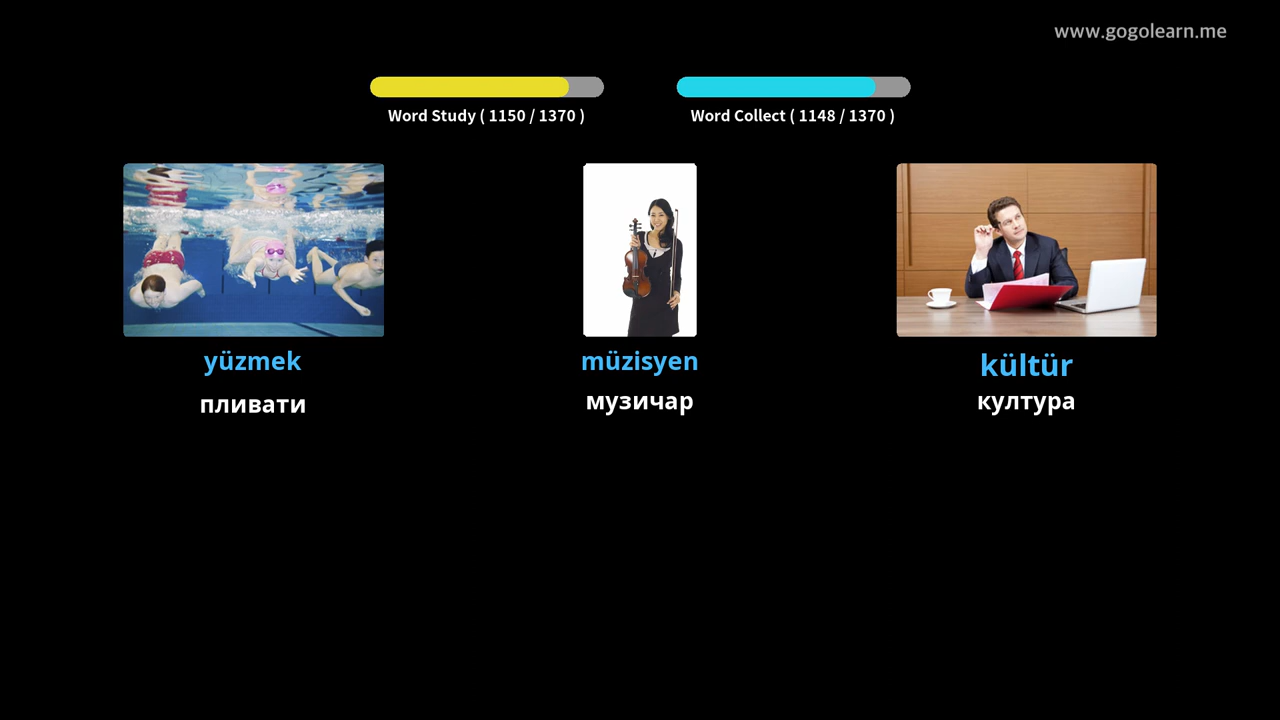 www.gogolearn.me
Word Study ( 1150 / 1370 )
Word Collect ( 1148 / 1370 )
yüzmek
müzisyen
kültür
пливати
музичар
култура